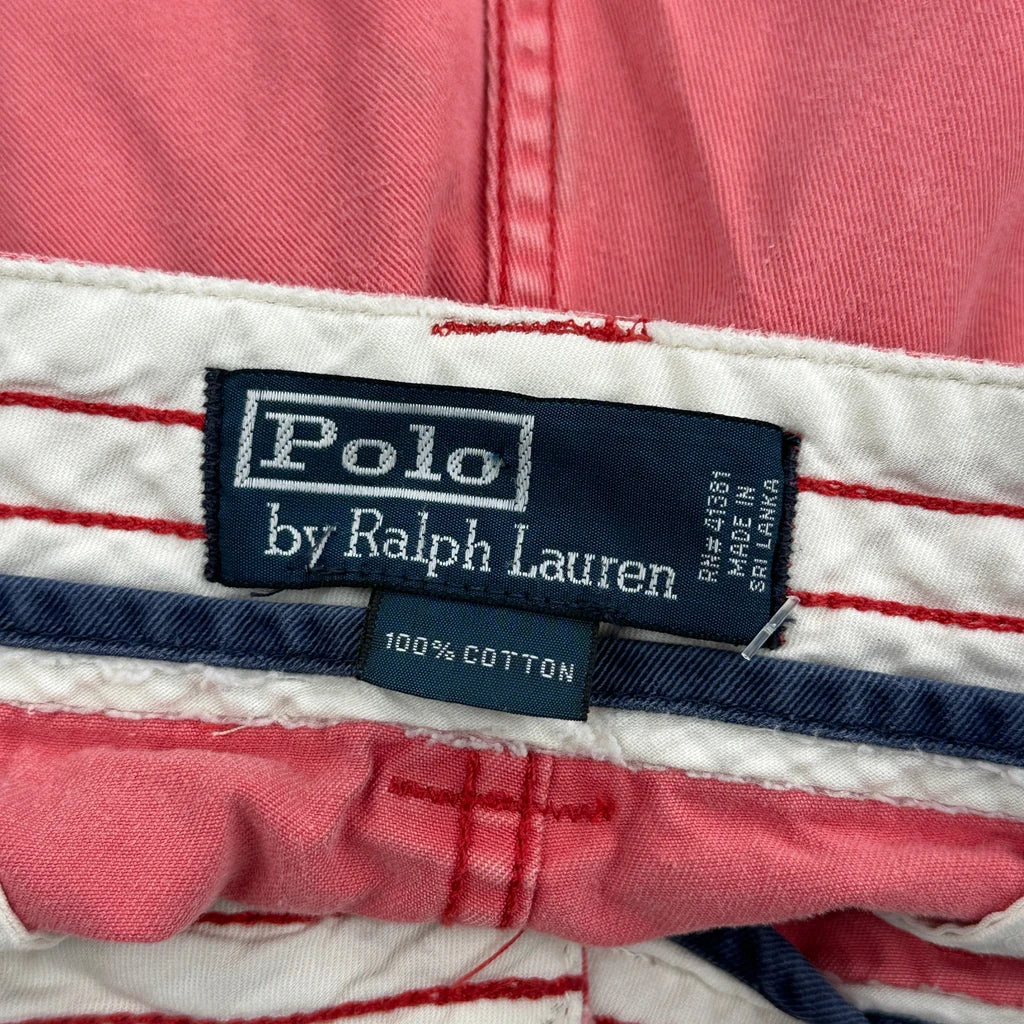 Polo
by Ralph Lauren
RN# 41381
MADE IN
SRI LANKA
100% COTTON